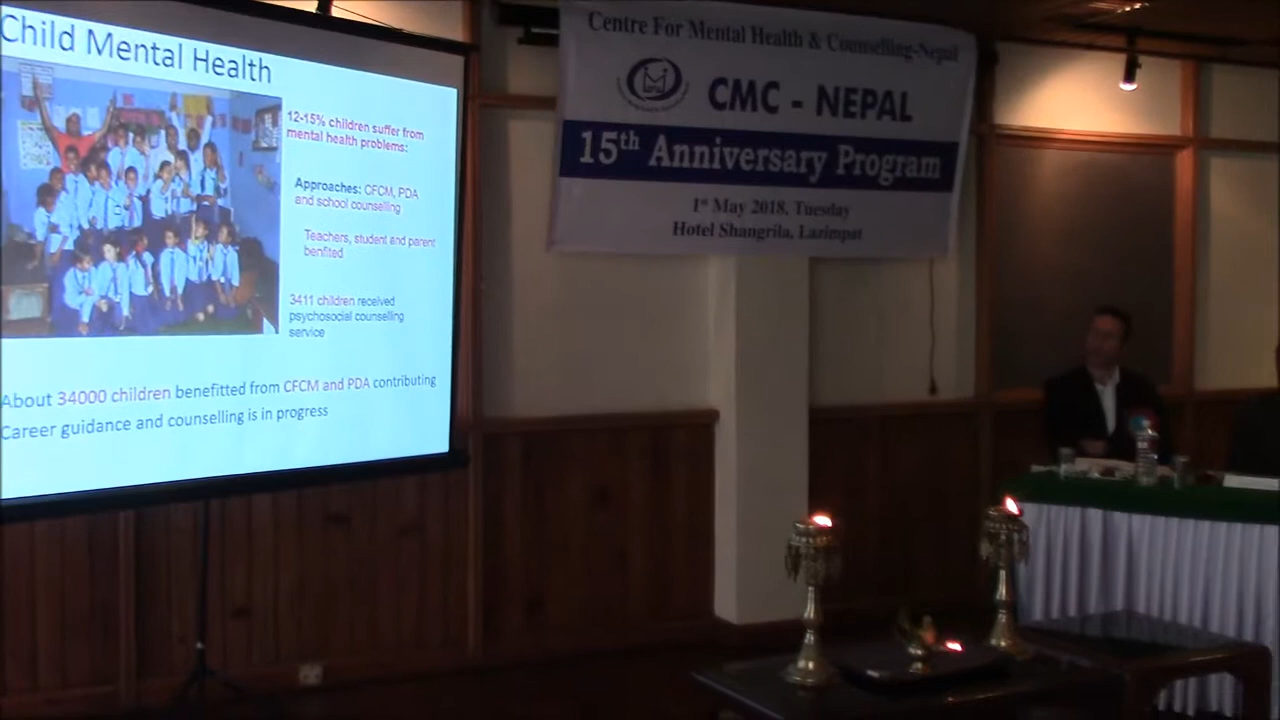 Child Mental Health
12-15% children suffer from
mental health problems:
Approaches: CFCM, PDA
and school counselling
Teachers, student and parent
benfited
3411 children received
psychosocial counselling
service
About 34000 children benefitted from CFCM and PDA contributing
Career guidance and counselling is in progress
Centre For Mental Health & Counselling-Nepal
CMC - NEPAL
15th Anniversary Program
1st May 2018, Tuesday
Hotel Shangrila, Lazimpat